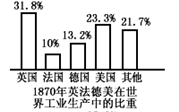 31.8%
10%
13.2%
23.3%
21.7%
英国 法国 德国 美国 其他
1870年英法德美在世
界工业生产中的比重